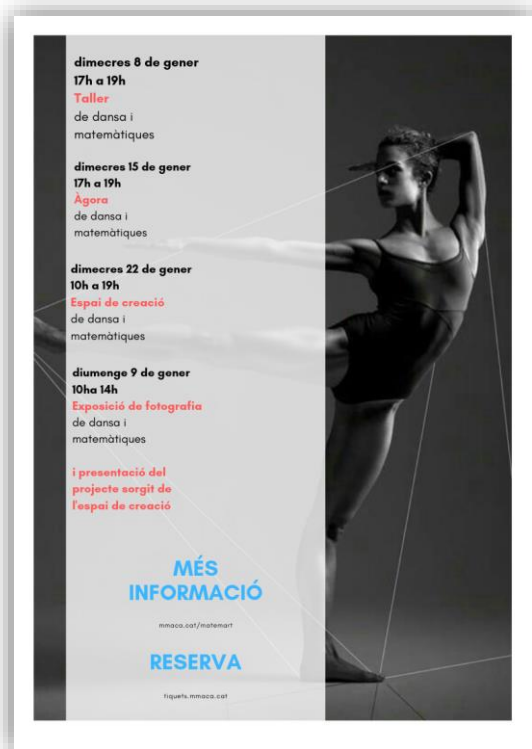 dimecres 8 de gener
17h a 19h
Taller
de dansa i
matemàtiques
dimecres 15 de gener
17h a 19h
Àgora
de dansa i
matemàtiques
dimecres 22 de gener
10h a 19h
Espai de creació
de dansa i
matemàtiques
diumenge 9 de gener
10ha 14h
Exposició de fotografia
de dansa i
matemàtiques
i presentació del
projecte sorgit de
l'espai de creació
MÉS
INFORMACIÓ
mmaca.cat/matemart
RESERVA
tiquets.mmaca.cat